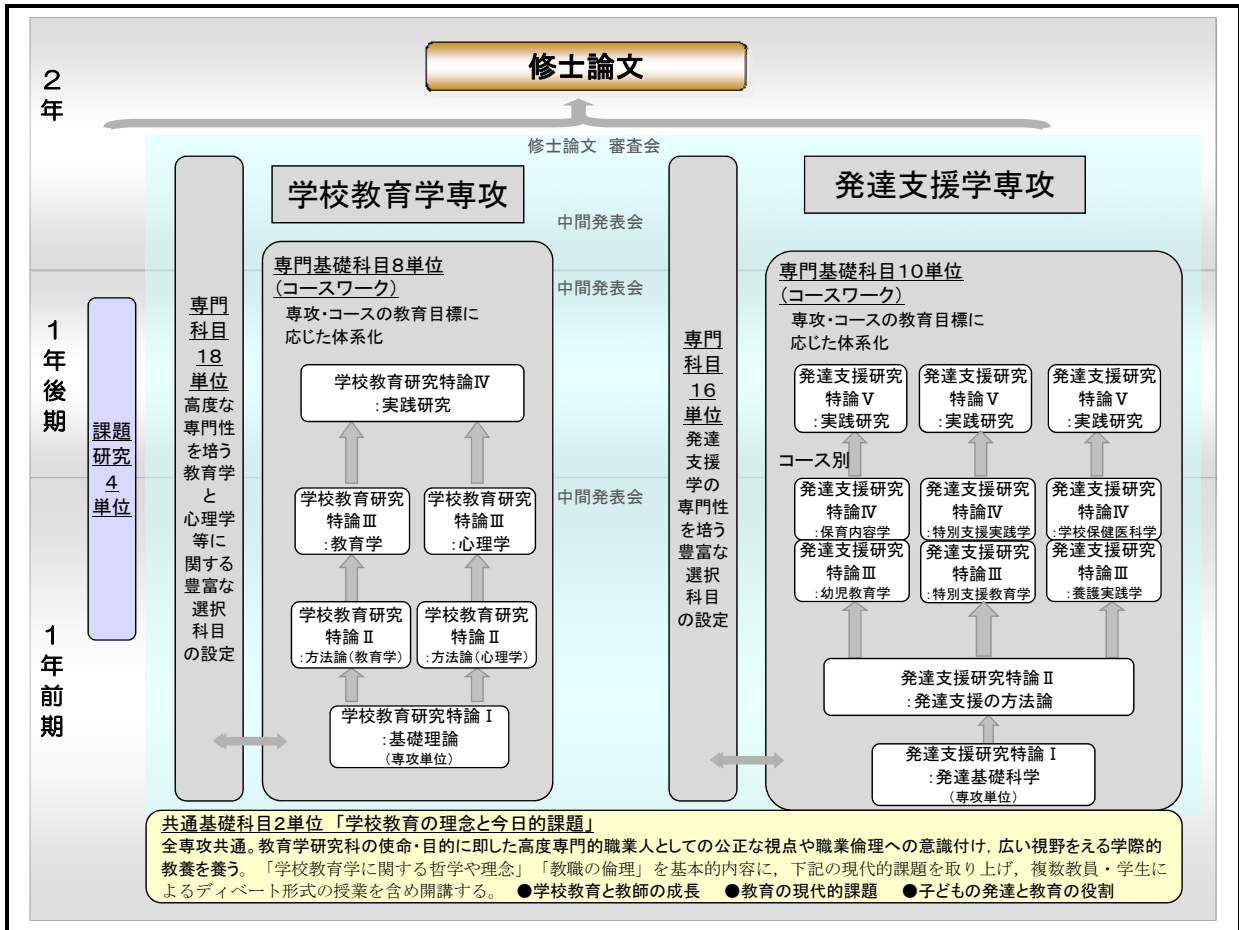 修士論文
2
年
修士論文 審査会
学校教育学専攻
発達支援学専攻
中間発表会
1
年
後
期
課題
研究
4
単位
専門
科目
18
単位
高度な
専門性
を培う
教育学
と
心理学
等に
関する
豊富な
選択
科目
の設定
専門基礎科目8単位
(コースワーク)
専攻・コースの教育目標に
応じた体系化
学校教育研究特論Ⅳ
:実践研究
中間発表会
学校教育研究
特論Ⅲ
:教育学
学校教育研究
特論Ⅲ
:心理学
中間発表会
学校教育研究
特論Ⅱ
:方法論(教育学)
学校教育研究
特論Ⅱ
:方法論(心理学)
学校教育研究特論Ⅰ
:基礎理論
(専攻単位)
専門
科目
16
単位
発達
支援
学の
専門性
を培う
豊富な
選択
科目
の設定
専門基礎科目10単位
(コースワーク)
専攻・コースの教育目標に
応じた体系化
発達支援研究
特論Ⅴ
:実践研究
発達支援研究
特論Ⅴ
:実践研究
発達支援研究
特論Ⅴ
:実践研究
コース別
発達支援研究
特論Ⅳ
:保育内容学
発達支援研究
特論Ⅳ
:特別支援実践学
発達支援研究
特論Ⅳ
:学校保健医科学
発達支援研究
特論Ⅲ
:幼児教育学
発達支援研究
特論Ⅲ
:特別支援教育学
発達支援研究
特論Ⅲ
:養護実践学
発達支援研究特論Ⅱ
:発達支援の方法論
発達支援研究特論Ⅰ
:発達基礎科学
(専攻単位)
1
年
前
期
共通基礎科目2単位 「学校教育の理念と今日的課題」
全専攻共通。教育学研究科の使命・目的に即した高度専門的職業人としての公正な視点や職業倫理への意識付け,広い視野をえる学際的
教養を養う。「学校教育学に関する哲学や理念」「教職の倫理」を基本的内容に,下記の現代的課題を取り上げ,複数教員・学生に
よるディベート形式の授業を含め開講する。 ●学校教育と教師の成長 ●教育の現代的課題 ●子どもの発達と教育の役割